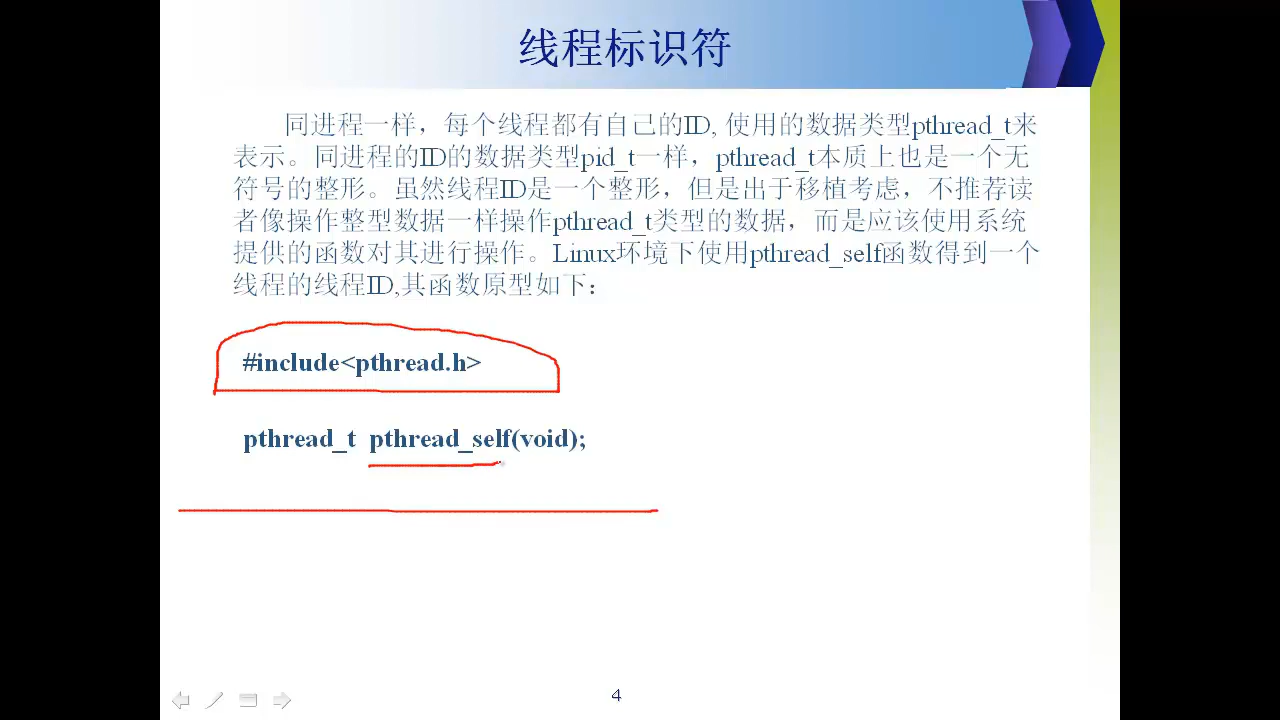 线程标识符
同进程一样，每个线程都有自己的ID, 使用的数据类型pthread_t来
表示。同进程的ID的数据类型pid_t一样，pthread_t本质上也是一个无
符号的整形。虽然线程ID是一个整形，但是出于移植考虑，不推荐读
者像操作整型数据一样操作pthread_t类型的数据，而是应该使用系统
提供的函数对其进行操作。Linux环境下使用pthread_self函数得到一个
线程的线程ID,其函数原型如下：
#include<pthread.h>
pthread_t pthread_self(void);
4